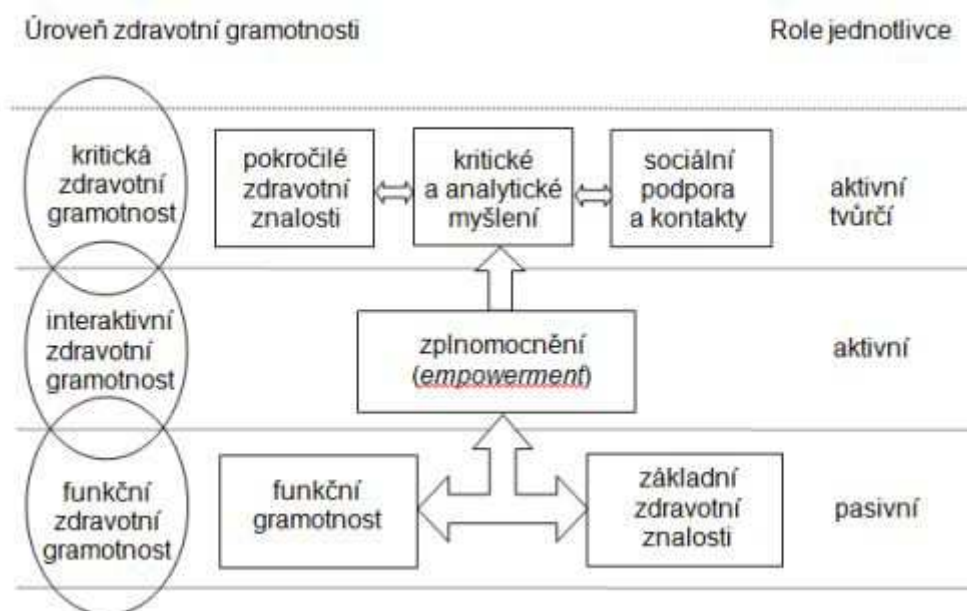 Úroveň zdravotní gramotnosti
Role jednotlivce
kritická
zdravotní
gramotnost
pokročilé
zdravotní
znalosti
kritické
a analytické
myšlení
sociální
podpora
a kontakty
aktivní
tvůrčí
interaktivní
zdravotní
gramotnost
zplnomocnění
(empowerment)
aktivní
funkční
zdravotní
gramotnost
funkční
gramotnost
základní
zdravotní
znalosti
pasivní